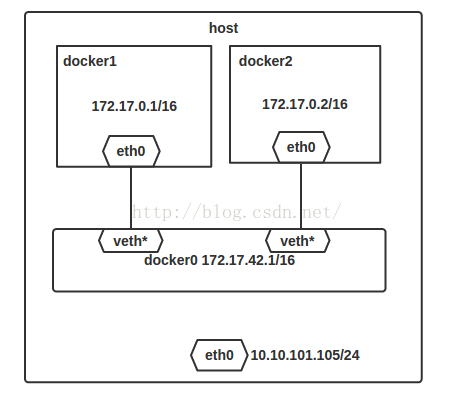 host
docker1
docker2
172.17.0.1/16
172.17.0.2/16
eth0
eth0
http://blog.csdn.net/
veth*
veth*
docker0 172.17.42.1/16
eth0 10.10.101.105/24